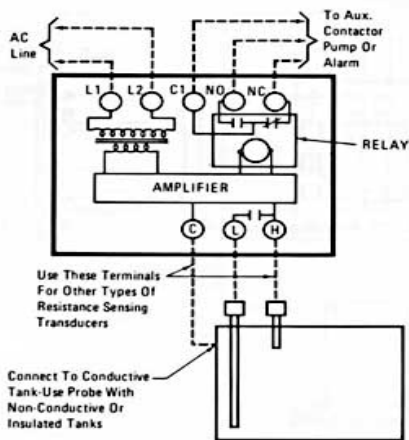 AC
Line
To Aux.
Contactor
Pump Or
Alarm
L1 L2 C1 NO NC
RELAY
AMPLIFIER
C L H
Use These Terminals
For Other Types Of
Resistance Sensing
Transducers
Connect To Conductive
Tank-Use Probe With
Non-Conductive Or
Insulated Tanks